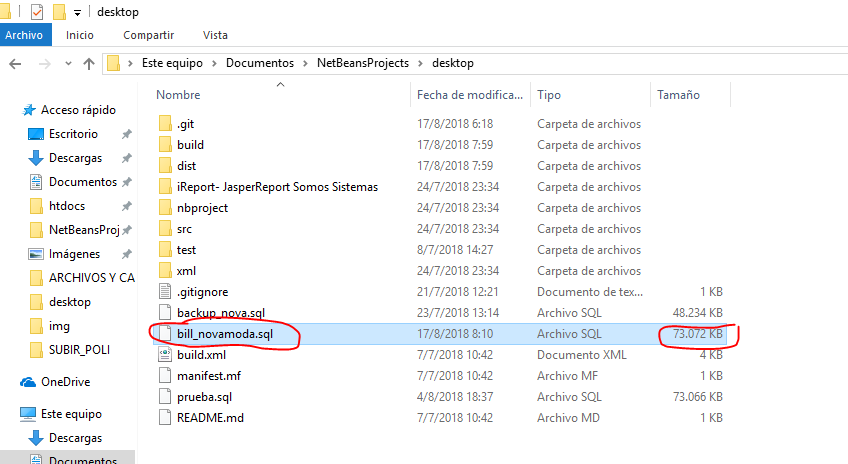 desktop
Archivo Inicio Compartir Vista
Este equipo Documentos NetBeansProjects desktop
Nombre Fecha de modifica... Tipo Tamaño
Acceso rápido
Escritorio
Descargas
Documentos
htdocs
NetBeansProj
Imágenes
ARCHIVOS Y CA
desktop
img
SUBIR_POLI
OneDrive
Este equipo
Descargas
Documentos
.git 17/8/2018 6:18 Carpeta de archivos
build 17/8/2018 7:59 Carpeta de archivos
dist 17/8/2018 7:59 Carpeta de archivos
iReport- JasperReport Somos Sistemas 24/7/2018 23:34 Carpeta de archivos
nbproject 24/7/2018 23:34 Carpeta de archivos
src 24/7/2018 23:34 Carpeta de archivos
test 8/7/2018 14:27 Carpeta de archivos
xml 24/7/2018 23:34 Carpeta de archivos
.gitignore 21/7/2018 12:21 Documento de tex... 1 KB
backup_nova.sql 23/7/2018 13:14 Archivo SQL 48.234 KB
bill_novamoda.sql 17/8/2018 8:10 Archivo SQL 73.072 KB
build.xml 7/7/2018 10:42 Documento XML 4 KB
manifest.mf 7/7/2018 10:42 Archivo MF 1 KB
prueba.sql 4/8/2018 18:37 Archivo SQL 73.066 KB
README.md 7/7/2018 10:42 Archivo MD 1 KB